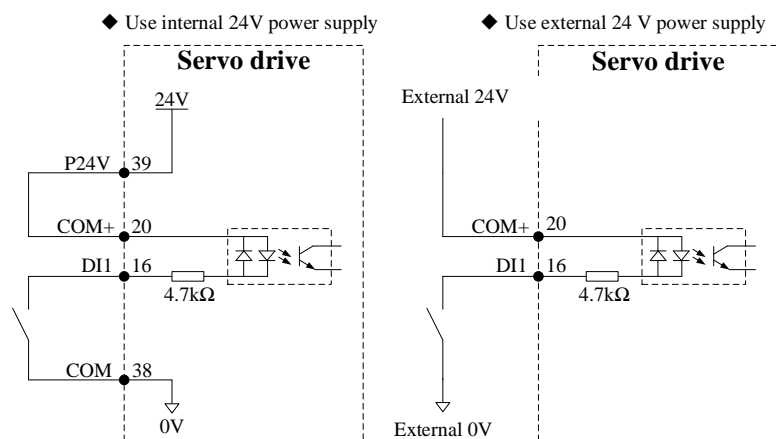 ◆ Use internal 24V power supply
Servo drive
24V
P24V 39
COM+ 20
DI1 16
4.7kΩ
COM 38
0V
◆ Use external 24 V power supply
Servo drive
External 24V
COM+ 20
DI1 16
4.7kΩ
External 0V